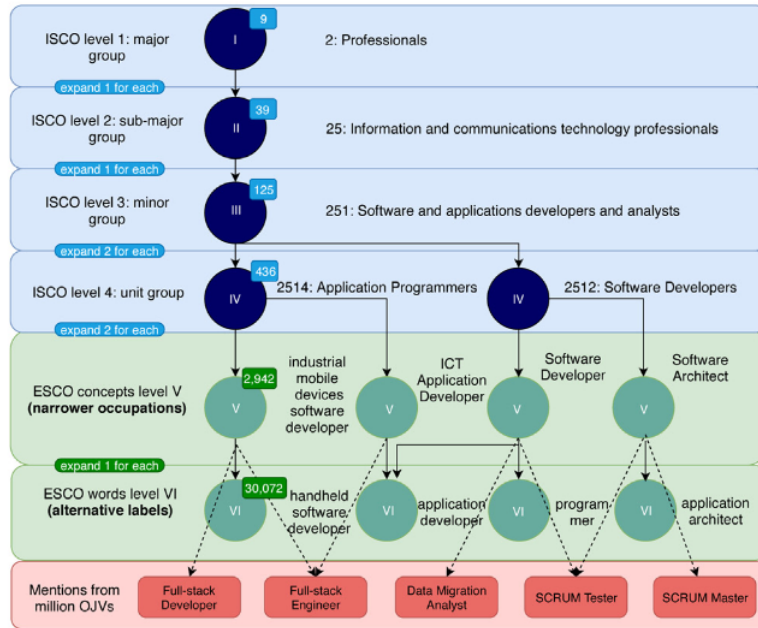 9
ISCO level 1: major
group
I
2: Professionals
expand 1 for each
39
ISCO level 2: sub-major
group
II
25: Information and communications technology professionals
expand 1 for each
125
ISCO level 3: minor
group
III
251: Software and applications developers and analysts
expand 2 for each
436
ISCO level 4: unit group
IV
2514: Application Programmers
IV
2512: Software Developers
expand 2 for each
2,942
ESCO concepts level V
(narrower occupations)
V
industrial
mobile
devices
software
developer
V
ICT
Application
Developer
V
Software
Developer
V
Software
Architect
expand 1 for each
30,072
ESCO words level VI
(alternative labels)
VI
handheld
software
developer
VI
application
developer
VI
program
mer
VI
application
architect
Mentions from
million OJVs
Full-stack
Developer
Full-stack
Engineer
Data Migration
Analyst
SCRUM Tester
SCRUM Master